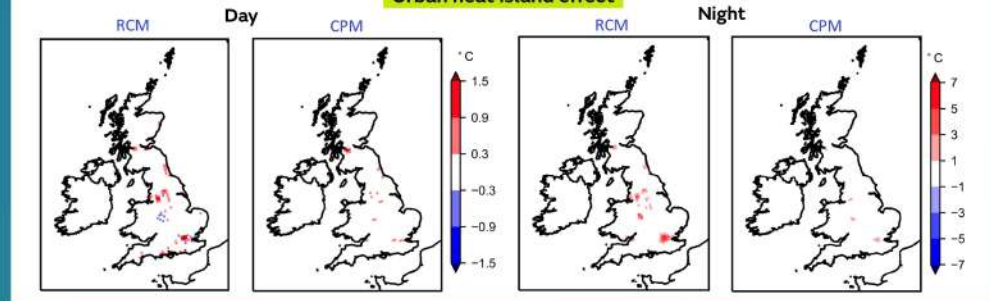 Urban heat island effect
Day
Night
RCM
CPM
RCM
CPM
°C
1.5
0.9
0.3
−0.3
−0.9
−1.5
°C
7
5
3
1
−1
−3
−5
−7